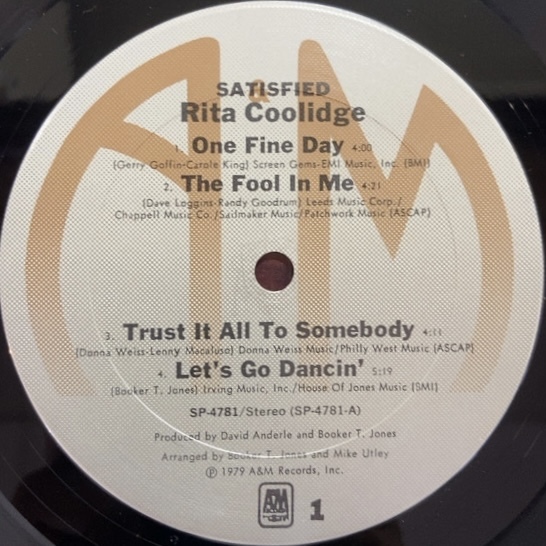 SATISFIED
Rita Coolidge
1. One Fine Day 4:00
(Gerry Goffin-Carole King) Screen Gems-EMI Music, Inc. (BMI)
2. The Fool In Me 4:21
(Dave Loggins-Randy Goodrum) Leeds Music Corp./
Chappell Music Co./Sailmaker Music/Patchwork Music (ASCAP)
3. Trust It All To Somebody 4:11
(Donna Weiss-Lenny Macaluso) Donna Weiss Music/Philly West Music (ASCAP)
4. Let's Go Dancin' 5:19
(Booker T. Jones) Irving Music, Inc./House Of Jones Music (BMI)
SP-4781/Stereo (SP-4781-A)
Produced by David Anderle and Booker T. Jones
Arranged by Booker T. Jones and Mike Utley
℗ 1979 A&M Records, Inc.
A&M 1